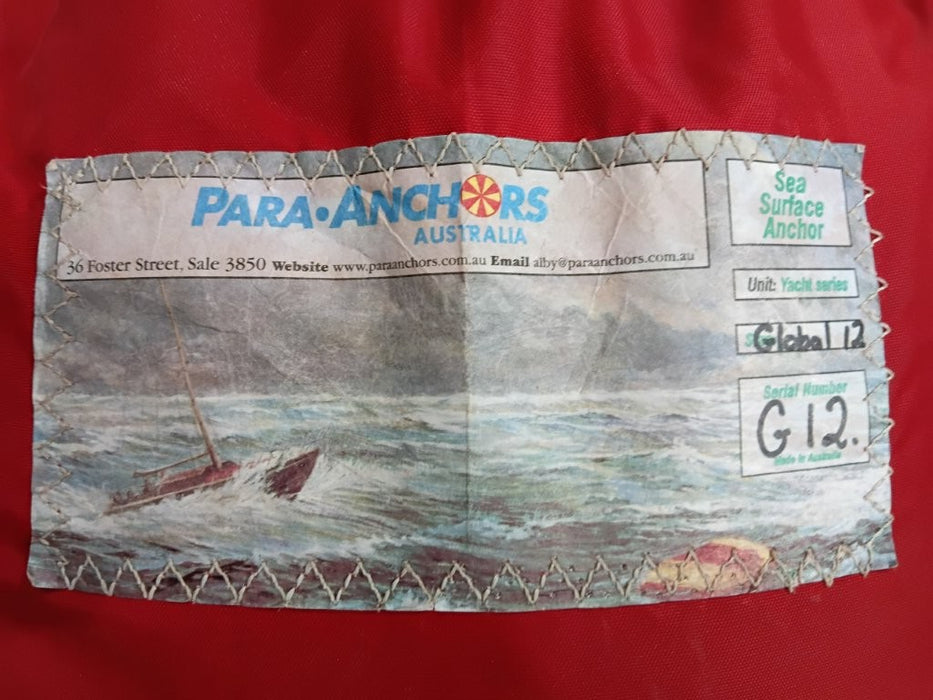 PARA•ANCHORS
AUSTRALIA
36 Foster Street, Sale 3850 Website www.paraanchors.com.au Email alby@paraanchors.com.au
Sea
Surface
Anchor
Unit: Yacht series
Global 12
Serial Number
G12.
Made in Australia